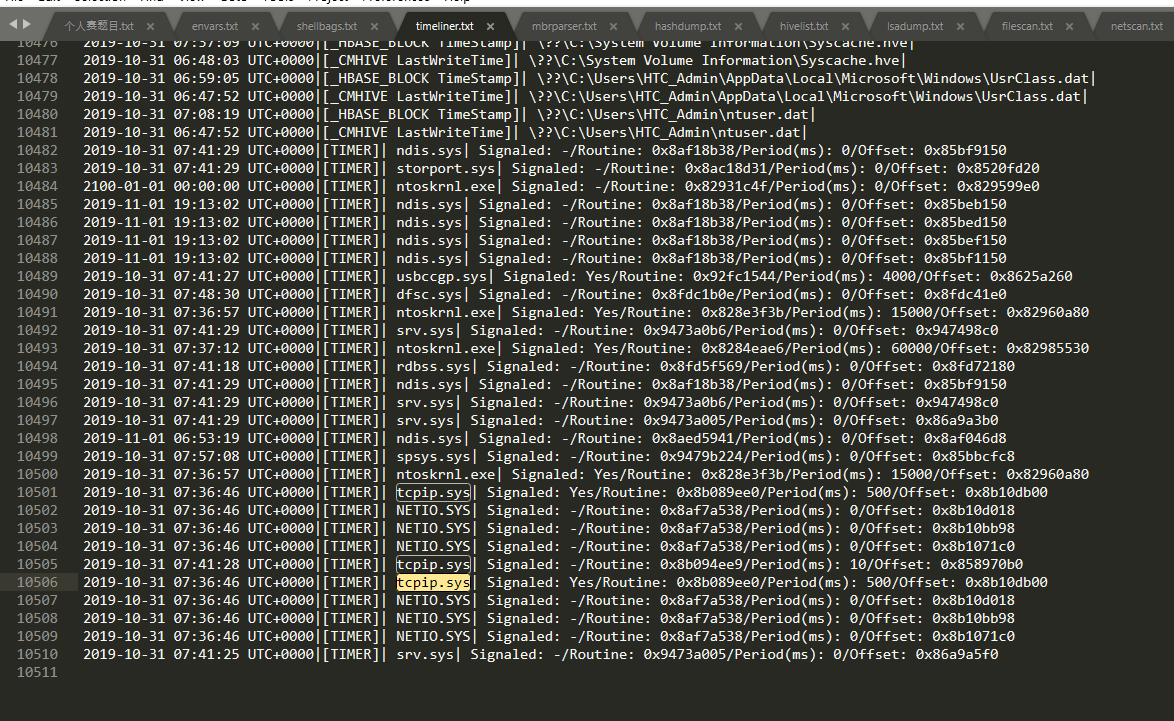 个人赛题目.txt × envars.txt × shellbags.txt × timeliner.txt × mbrparser.txt × hashdump.txt × hivelist.txt × lsadump.txt × filescan.txt × netscan.txt
10476 2019-10-31 07:37:09 UTC+0000|[_HBASE_BLOCK TimeStamp]| \??\C:\System Volume Information\Syscache.hve|
10477 2019-10-31 06:48:03 UTC+0000|[_CMHIVE LastWriteTime]| \??\C:\System Volume Information\Syscache.hve|
10478 2019-10-31 06:59:05 UTC+0000|[_HBASE_BLOCK TimeStamp]| \??\C:\Users\HTC_Admin\AppData\Local\Microsoft\Windows\UsrClass.dat|
10479 2019-10-31 06:47:52 UTC+0000|[_CMHIVE LastWriteTime]| \??\C:\Users\HTC_Admin\AppData\Local\Microsoft\Windows\UsrClass.dat|
10480 2019-10-31 07:08:19 UTC+0000|[_HBASE_BLOCK TimeStamp]| \??\C:\Users\HTC_Admin\ntuser.dat|
10481 2019-10-31 06:47:52 UTC+0000|[_CMHIVE LastWriteTime]| \??\C:\Users\HTC_Admin\ntuser.dat|
10482 2019-10-31 07:41:29 UTC+0000|[TIMER]| ndis.sys| Signaled: -/Routine: 0x8af18b38/Period(ms): 0/Offset: 0x85bf9150
10483 2019-10-31 07:41:29 UTC+0000|[TIMER]| storport.sys| Signaled: -/Routine: 0x8ac18d31/Period(ms): 0/Offset: 0x8520fd20
10484 2100-01-01 00:00:00 UTC+0000|[TIMER]| ntoskrnl.exe| Signaled: -/Routine: 0x82931c4f/Period(ms): 0/Offset: 0x829599e0
10485 2019-11-01 19:13:02 UTC+0000|[TIMER]| ndis.sys| Signaled: -/Routine: 0x8af18b38/Period(ms): 0/Offset: 0x85beb150
10486 2019-11-01 19:13:02 UTC+0000|[TIMER]| ndis.sys| Signaled: -/Routine: 0x8af18b38/Period(ms): 0/Offset: 0x85bed150
10487 2019-11-01 19:13:02 UTC+0000|[TIMER]| ndis.sys| Signaled: -/Routine: 0x8af18b38/Period(ms): 0/Offset: 0x85bef150
10488 2019-11-01 19:13:02 UTC+0000|[TIMER]| ndis.sys| Signaled: -/Routine: 0x8af18b38/Period(ms): 0/Offset: 0x85bf1150
10489 2019-10-31 07:41:27 UTC+0000|[TIMER]| usbccgp.sys| Signaled: Yes/Routine: 0x92fc1544/Period(ms): 4000/Offset: 0x8625a260
10490 2019-10-31 07:48:30 UTC+0000|[TIMER]| dfsc.sys| Signaled: -/Routine: 0x8fdc1b0e/Period(ms): 0/Offset: 0x8fdc41e0
10491 2019-10-31 07:36:57 UTC+0000|[TIMER]| ntoskrnl.exe| Signaled: Yes/Routine: 0x828e3f3b/Period(ms): 15000/Offset: 0x82960a80
10492 2019-10-31 07:41:29 UTC+0000|[TIMER]| srv.sys| Signaled: -/Routine: 0x9473a0b6/Period(ms): 0/Offset: 0x947498c0
10493 2019-10-31 07:37:12 UTC+0000|[TIMER]| ntoskrnl.exe| Signaled: Yes/Routine: 0x8284eae6/Period(ms): 60000/Offset: 0x82985530
10494 2019-10-31 07:41:18 UTC+0000|[TIMER]| rdbss.sys| Signaled: -/Routine: 0x8fd5f569/Period(ms): 0/Offset: 0x8fd72180
10495 2019-10-31 07:41:29 UTC+0000|[TIMER]| ndis.sys| Signaled: -/Routine: 0x8af18b38/Period(ms): 0/Offset: 0x85bf9150
10496 2019-10-31 07:41:29 UTC+0000|[TIMER]| srv.sys| Signaled: -/Routine: 0x9473a0b6/Period(ms): 0/Offset: 0x947498c0
10497 2019-10-31 07:41:29 UTC+0000|[TIMER]| srv.sys| Signaled: -/Routine: 0x9473a005/Period(ms): 0/Offset: 0x86a9a3b0
10498 2019-11-01 06:53:19 UTC+0000|[TIMER]| ndis.sys| Signaled: -/Routine: 0x8aed5941/Period(ms): 0/Offset: 0x8af046d8
10499 2019-10-31 07:57:08 UTC+0000|[TIMER]| spsys.sys| Signaled: -/Routine: 0x9479b224/Period(ms): 0/Offset: 0x85bbcfc8
10500 2019-10-31 07:36:57 UTC+0000|[TIMER]| ntoskrnl.exe| Signaled: Yes/Routine: 0x828e3f3b/Period(ms): 15000/Offset: 0x82960a80
10501 2019-10-31 07:36:46 UTC+0000|[TIMER]| tcpip.sys| Signaled: Yes/Routine: 0x8b089ee0/Period(ms): 500/Offset: 0x8b10db00
10502 2019-10-31 07:36:46 UTC+0000|[TIMER]| NETIO.SYS| Signaled: -/Routine: 0x8af7a538/Period(ms): 0/Offset: 0x8b10d018
10503 2019-10-31 07:36:46 UTC+0000|[TIMER]| NETIO.SYS| Signaled: -/Routine: 0x8af7a538/Period(ms): 0/Offset: 0x8b10bb98
10504 2019-10-31 07:36:46 UTC+0000|[TIMER]| NETIO.SYS| Signaled: -/Routine: 0x8af7a538/Period(ms): 0/Offset: 0x8b1071c0
10505 2019-10-31 07:41:28 UTC+0000|[TIMER]| tcpip.sys| Signaled: -/Routine: 0x8b094ee9/Period(ms): 10/Offset: 0x858970b0
10506 2019-10-31 07:36:46 UTC+0000|[TIMER]| tcpip.sys| Signaled: Yes/Routine: 0x8b089ee0/Period(ms): 500/Offset: 0x8b10db00
10507 2019-10-31 07:36:46 UTC+0000|[TIMER]| NETIO.SYS| Signaled: -/Routine: 0x8af7a538/Period(ms): 0/Offset: 0x8b10d018
10508 2019-10-31 07:36:46 UTC+0000|[TIMER]| NETIO.SYS| Signaled: -/Routine: 0x8af7a538/Period(ms): 0/Offset: 0x8b10bb98
10509 2019-10-31 07:36:46 UTC+0000|[TIMER]| NETIO.SYS| Signaled: -/Routine: 0x8af7a538/Period(ms): 0/Offset: 0x8b1071c0
10510 2019-10-31 07:41:25 UTC+0000|[TIMER]| srv.sys| Signaled: -/Routine: 0x9473a005/Period(ms): 0/Offset: 0x86a9a5f0
10511